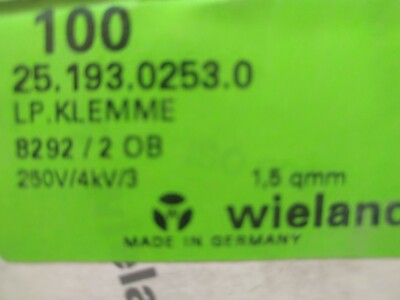 100
25.193.0253.0
LP.KLEMME
8292/2 OB
250V/4kV/3 1,5 qmm
wieland
MADE IN GERMANY